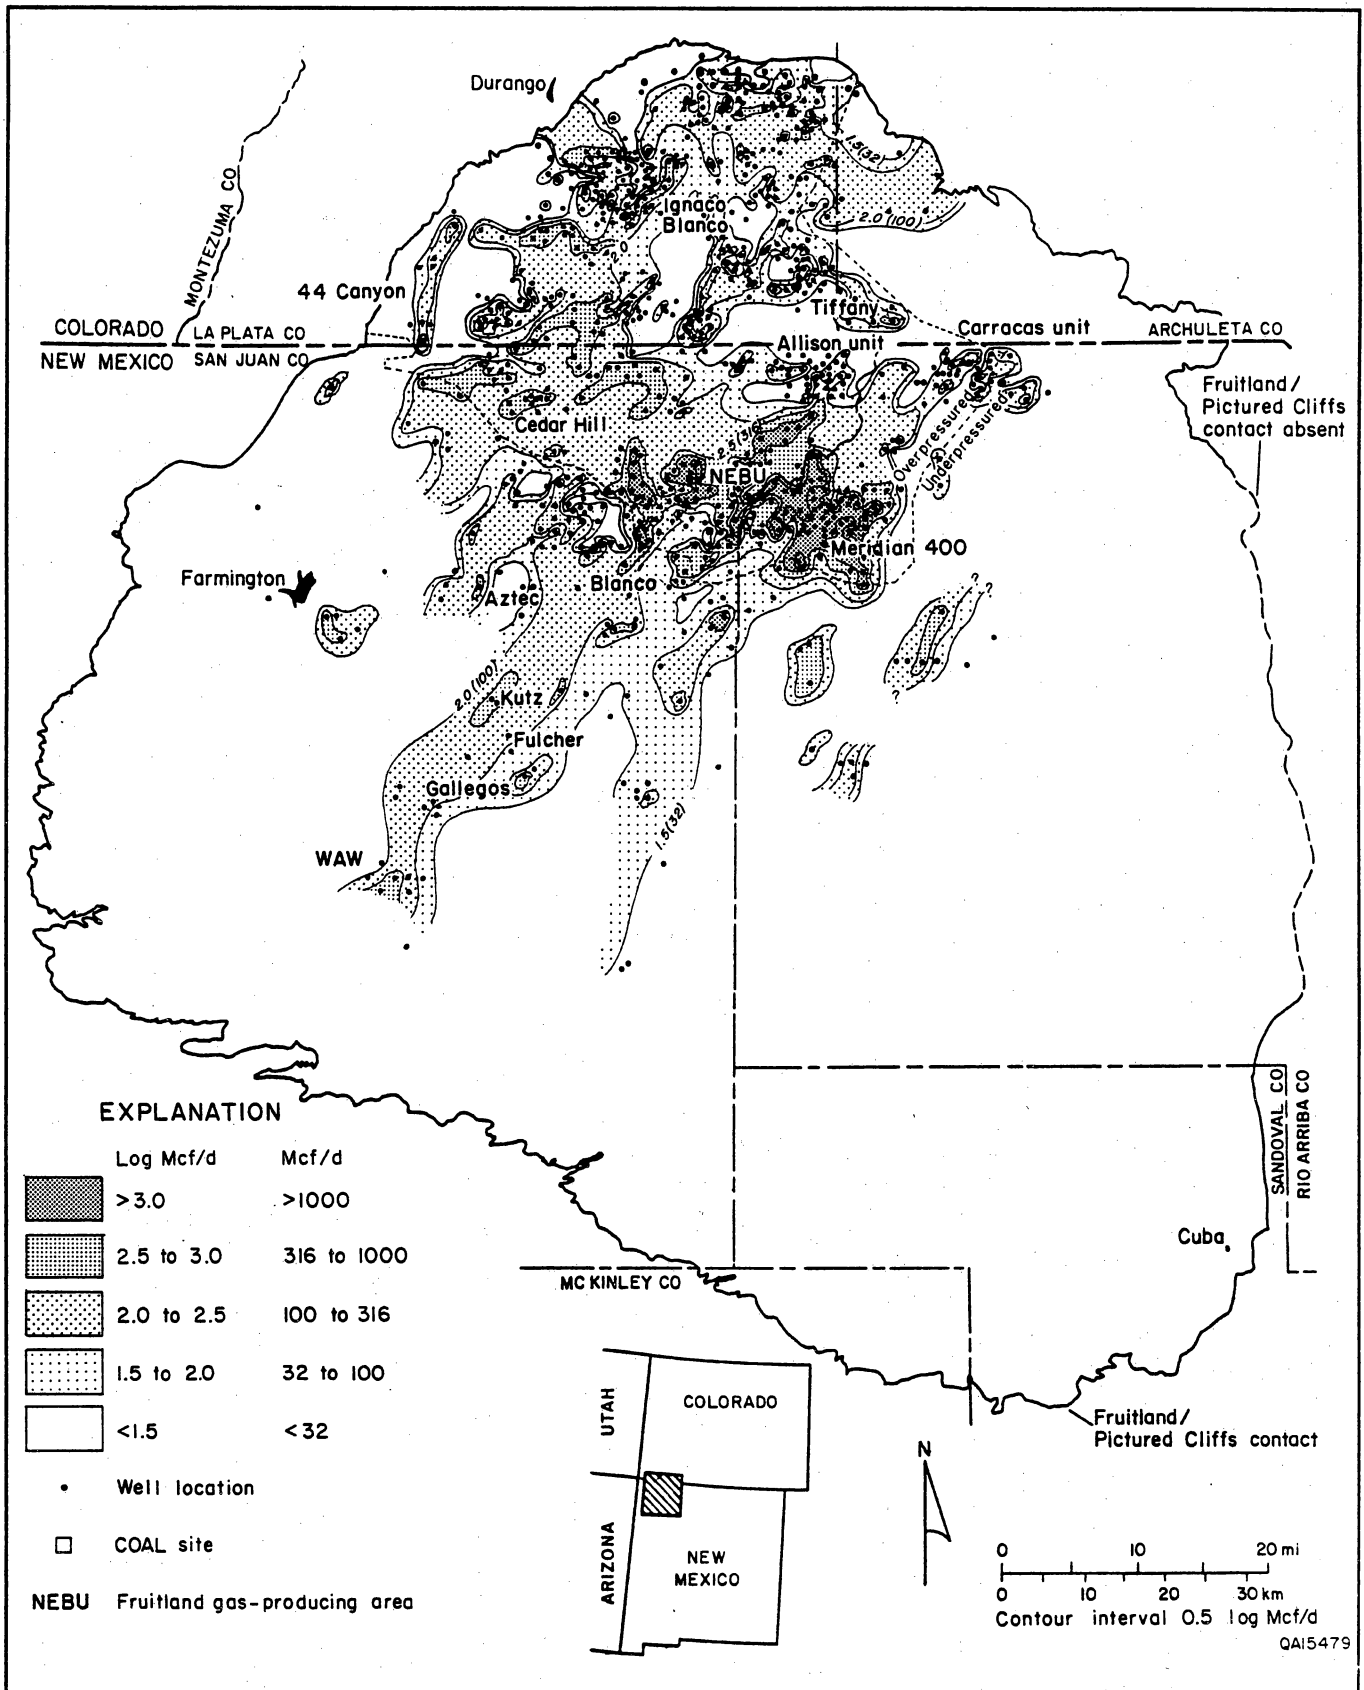 Durango
1.5(32)
MONTEZUMA CO
Ignaco
Blanco
2.0 (100)
44 Canyon
Tiffany
COLORADO
LA PLATA CO
Carracas unit
ARCHULETA CO
NEW MEXICO
SAN JUAN CO
Allison unit
Fruitland/
Pictured Cliffs
contact absent
Cedar Hill
Overpressured
Underpressured
NEBU
Meridian 400
Farmington
Aztec
Blanco
?
?
?
2.0 (100)
Kutz
Fulcher
Gallegos
1.5(32)
WAW
EXPLANATION
Log Mcf/d Mcf/d
>3.0 >1000
2.5 to 3.0 316 to 1000
2.0 to 2.5 100 to 316
1.5 to 2.0 32 to 100
<1.5 <32
Well location
COAL site
NEBU Fruitland gas-producing area
SANDOVAL CO
RIO ARRIBA CO
Cuba
MC KINLEY CO
Fruitland/
Pictured Cliffs contact
UTAH
COLORADO
ARIZONA
NEW
MEXICO
N
0 10 20 mi
0 10 20 30 km
Contour interval 0.5 log Mcf/d
QA15479